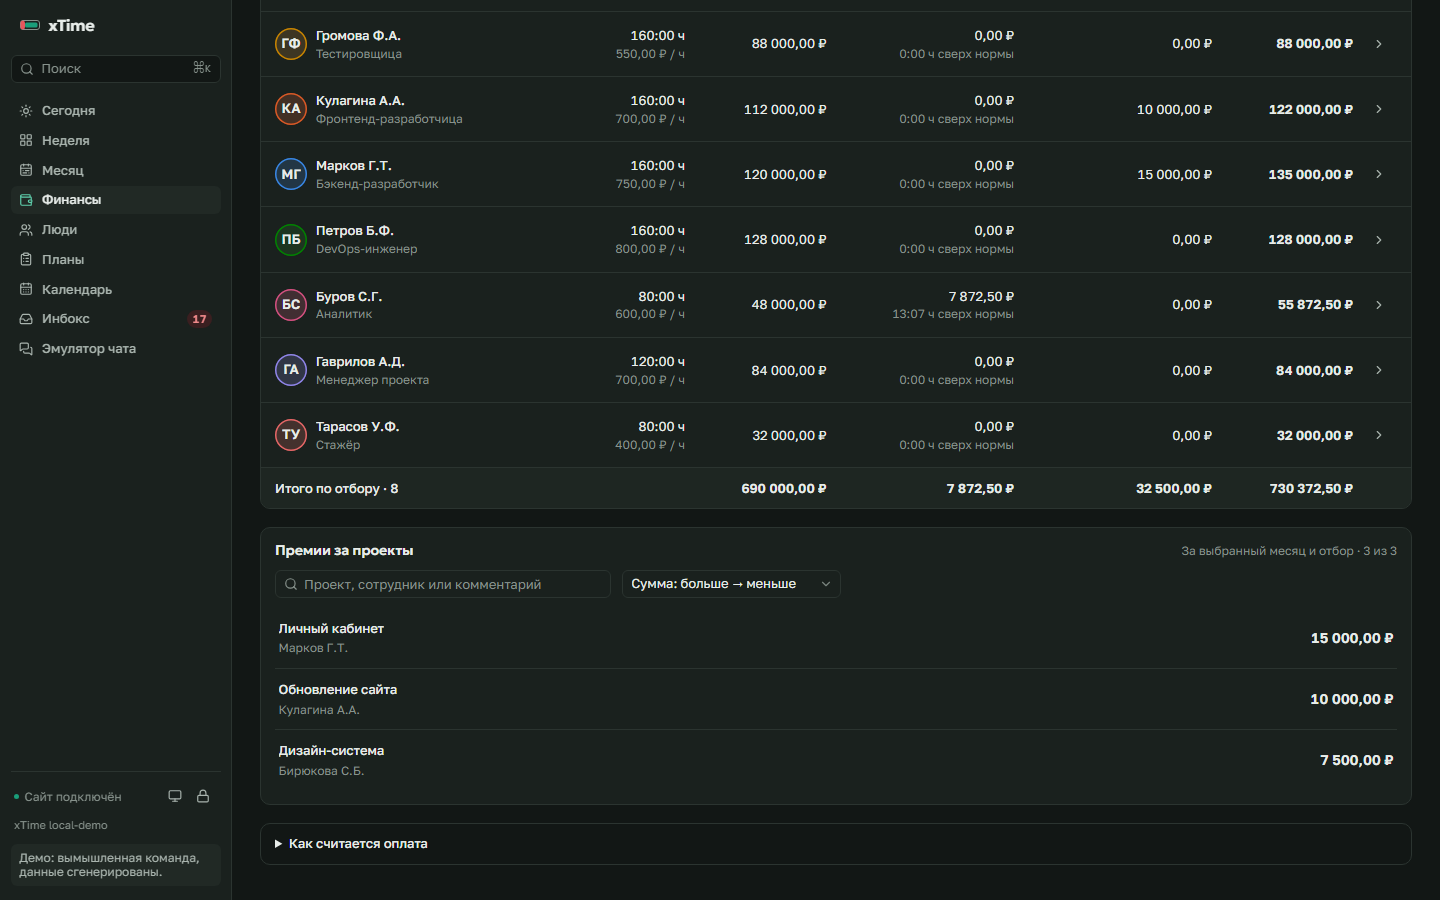 xTime
Поиск
⌘K
Сегодня
Неделя
Месяц
Финансы
Люди
Планы
Календарь
Инбокс 17
Эмулятор чата
Сайт подключён
xTime local-demo
Демо: вымышленная команда,
данные сгенерированы.
ГФ Громова Ф.А. 160:00 ч 88 000,00 ₽ 0,00 ₽ 0,00 ₽ 88 000,00 ₽
Тестировщица 550,00 ₽ / ч 0:00 ч сверх нормы
КА Кулагина А.А. 160:00 ч 112 000,00 ₽ 0,00 ₽ 10 000,00 ₽ 122 000,00 ₽
Фронтенд-разработчица 700,00 ₽ / ч 0:00 ч сверх нормы
МГ Марков Г.Т. 160:00 ч 120 000,00 ₽ 0,00 ₽ 15 000,00 ₽ 135 000,00 ₽
Бэкенд-разработчик 750,00 ₽ / ч 0:00 ч сверх нормы
ПБ Петров Б.Ф. 160:00 ч 128 000,00 ₽ 0,00 ₽ 0,00 ₽ 128 000,00 ₽
DevOps-инженер 800,00 ₽ / ч 0:00 ч сверх нормы
БС Буров С.Г. 80:00 ч 48 000,00 ₽ 7 872,50 ₽ 0,00 ₽ 55 872,50 ₽
Аналитик 600,00 ₽ / ч 13:07 ч сверх нормы
ГА Гаврилов А.Д. 120:00 ч 84 000,00 ₽ 0,00 ₽ 0,00 ₽ 84 000,00 ₽
Менеджер проекта 700,00 ₽ / ч 0:00 ч сверх нормы
ТУ Тарасов У.Ф. 80:00 ч 32 000,00 ₽ 0,00 ₽ 0,00 ₽ 32 000,00 ₽
Стажёр 400,00 ₽ / ч 0:00 ч сверх нормы
Итого по отбору · 8 690 000,00 ₽ 7 872,50 ₽ 32 500,00 ₽ 730 372,50 ₽
Премии за проекты За выбранный месяц и отбор · 3 из 3
Проект, сотрудник или комментарий Сумма: больше → меньше
Личный кабинет 15 000,00 ₽
Марков Г.Т.
Обновление сайта 10 000,00 ₽
Кулагина А.А.
Дизайн-система 7 500,00 ₽
Бирюкова С.Б.
Как считается оплата